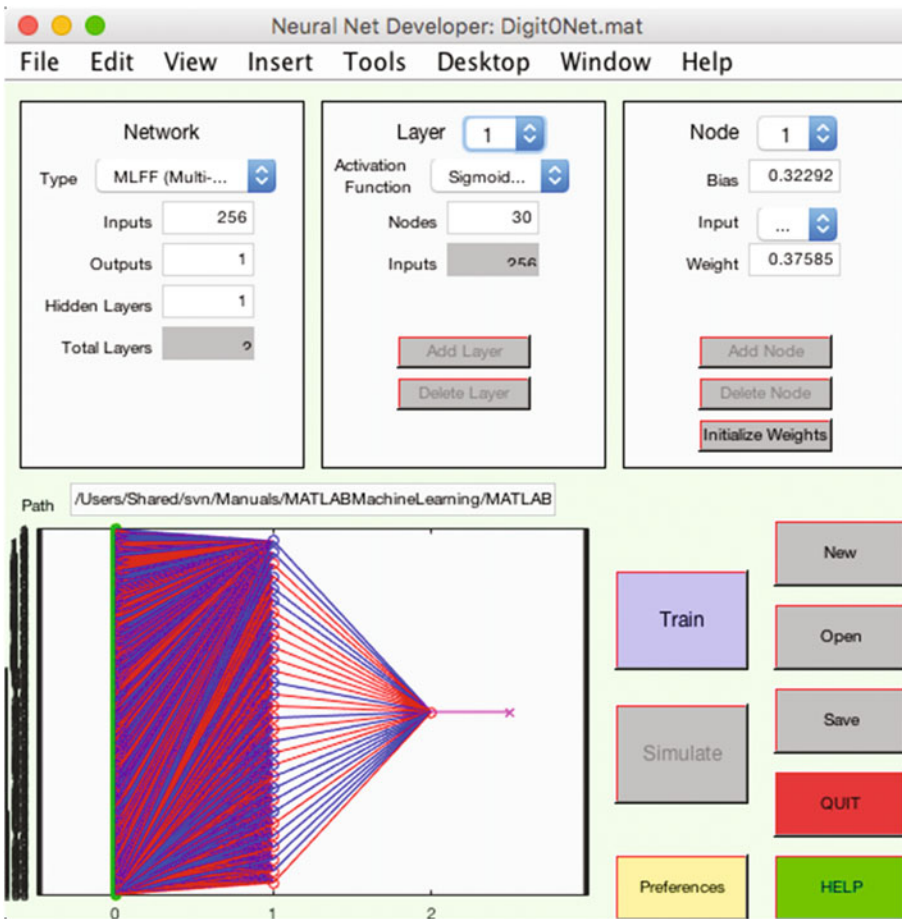 Neural Net Developer: Digit0Net.mat
File Edit View Insert Tools Desktop Window Help
Network
Type MLFF (Multi-...
Inputs 256
Outputs 1
Hidden Layers 1
Total Layers
Layer 1
Activation Function Sigmoid...
Nodes 30
Inputs 256
Add Layer
Delete Layer
Node 1
Bias 0.32292
Input ...
Weight 0.37585
Add Node
Delete Node
Initialize Weights
Path /Users/Shared/svn/Manuals/MATLABMachineLearning/MATLAB
0 1 2
Train
Simulate
Preferences
New
Open
Save
QUIT
HELP